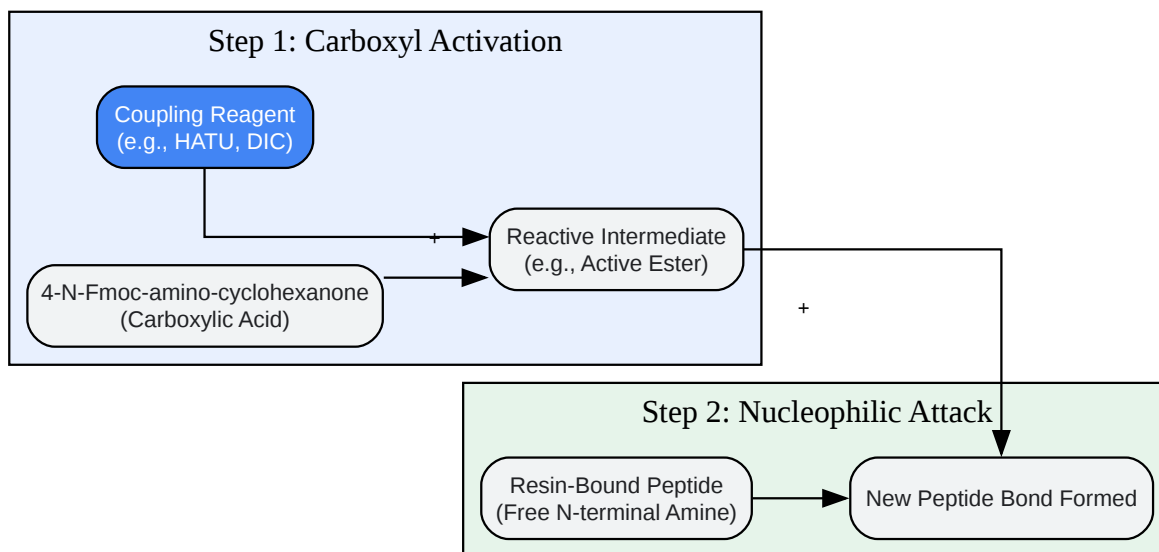 Step 1: Carboxyl Activation
Coupling Reagent
(e.g., HATU, DIC)
+
Reactive Intermediate
(e.g., Active Ester)
4-N-Fmoc-amino-cyclohexanone
(Carboxylic Acid)
+
Step 2: Nucleophilic Attack
Resin-Bound Peptide
(Free N-terminal Amine)
New Peptide Bond Formed